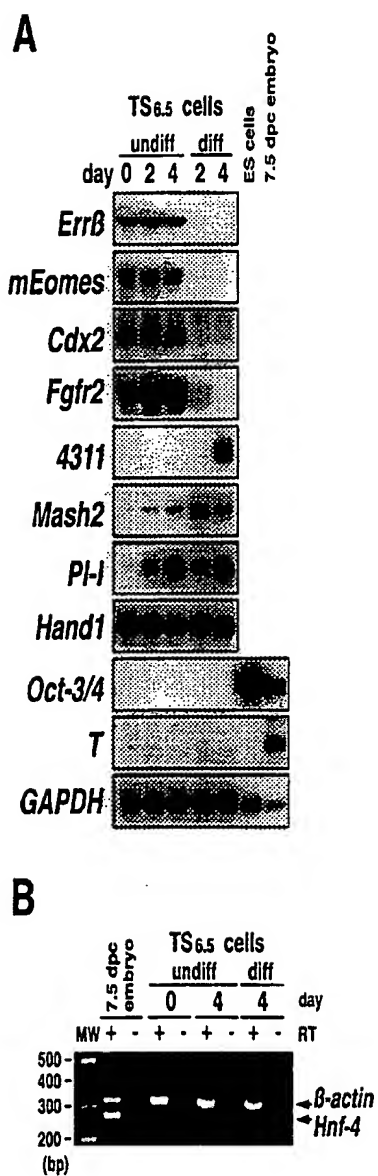 A
TS6.5 cells
ES cells
7.5 dpc embryo
undiff diff
day 0 2 4 2 4
Errß
mEomes
Cdx2
Fgfr2
4311
Mash2
Pl-I
Hand1
Oct-3/4
T
GAPDH
B
7.5 dpc embryo
TS6.5 cells
undiff diff
0 4 4 day
MW + - + - + - + - RT
500
400
300
200
(bp)
ß-actin
Hnf-4